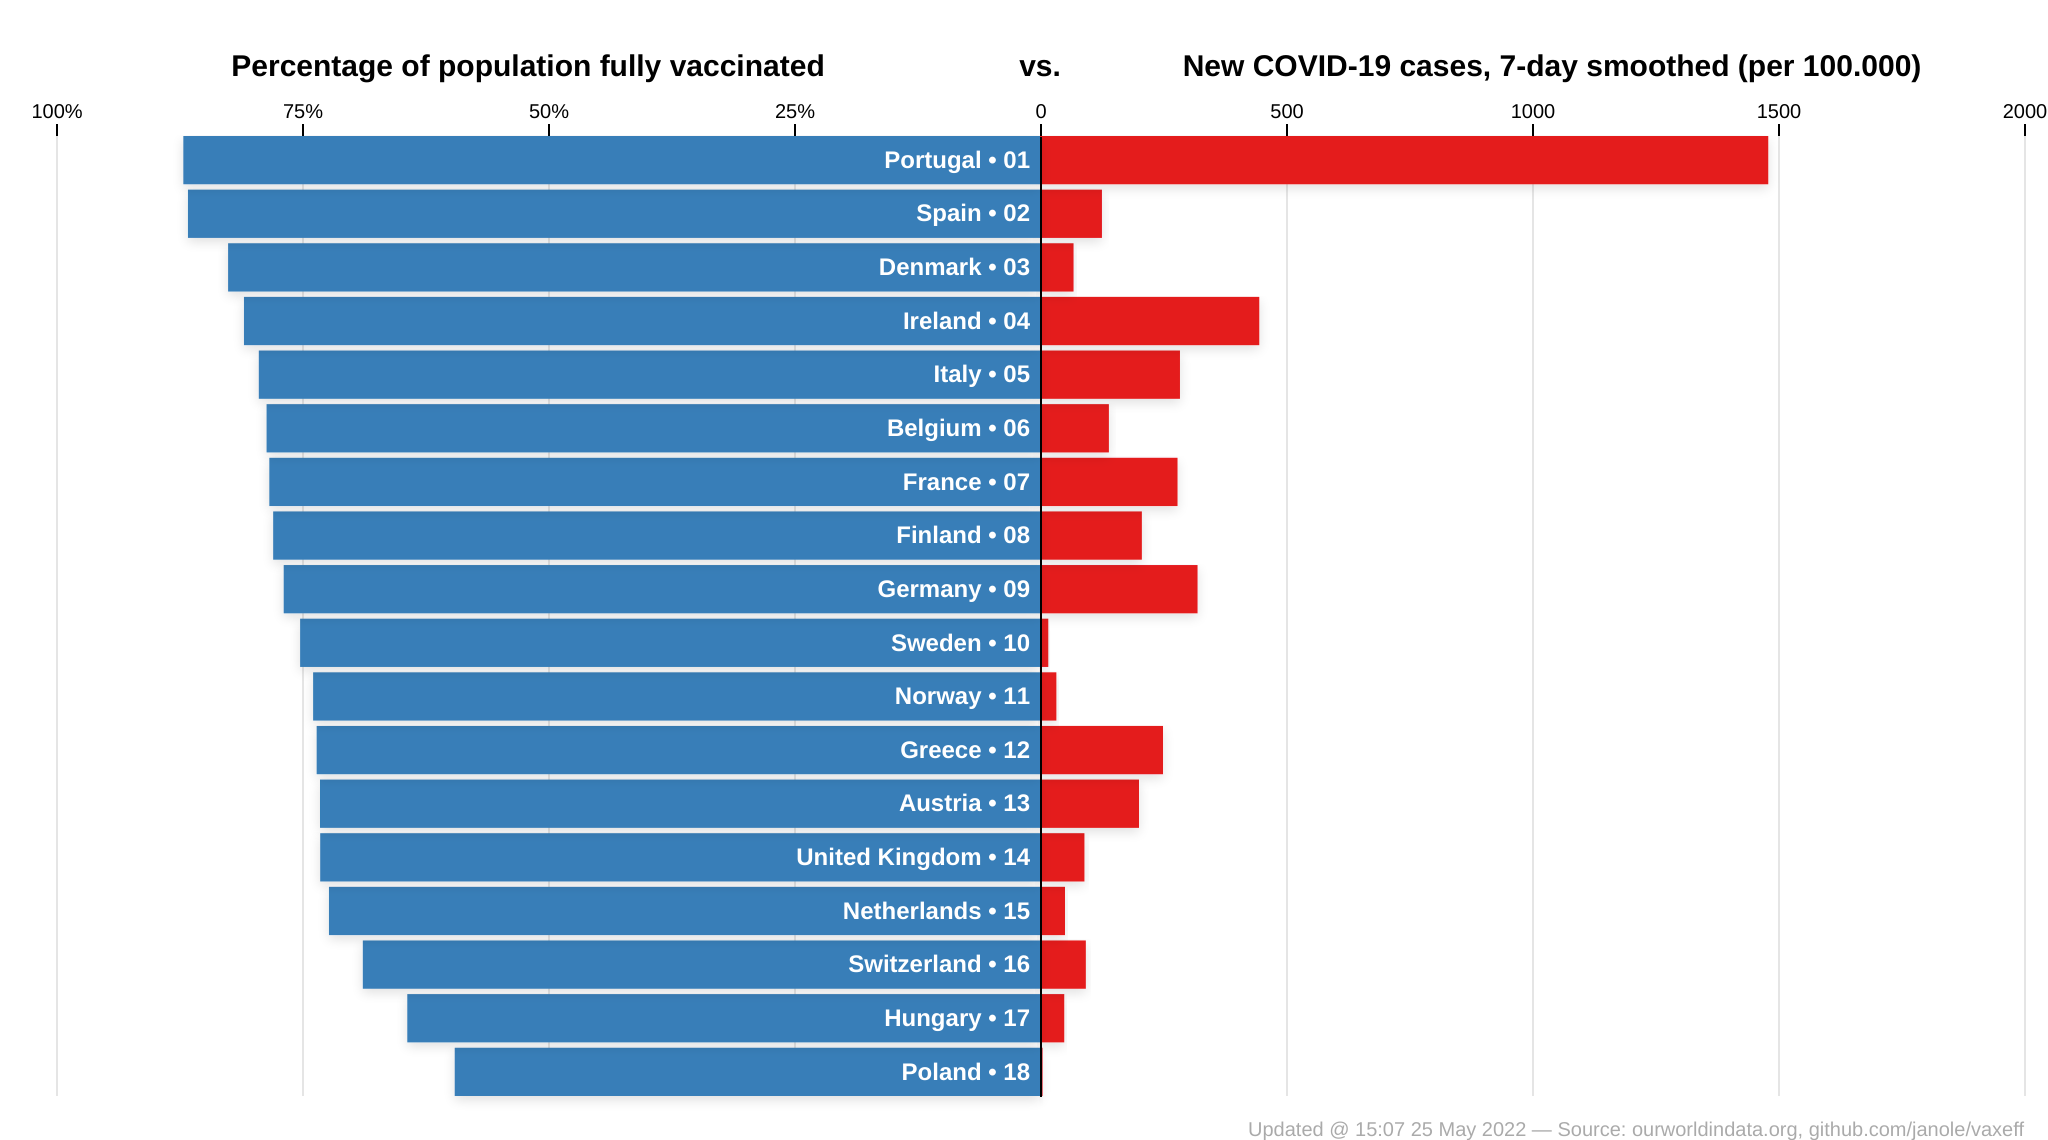 Percentage of population fully vaccinated vs. New COVID-19 cases, 7-day smoothed (per 100.000)
100% 75% 50% 25% 0 500 1000 1500 2000
Portugal • 01
Spain • 02
Denmark • 03
Ireland • 04
Italy • 05
Belgium • 06
France • 07
Finland • 08
Germany • 09
Sweden • 10
Norway • 11
Greece • 12
Austria • 13
United Kingdom • 14
Netherlands • 15
Switzerland • 16
Hungary • 17
Poland • 18
Updated @ 15:07 25 May 2022 — Source: ourworldindata.org, github.com/janole/vaxeff